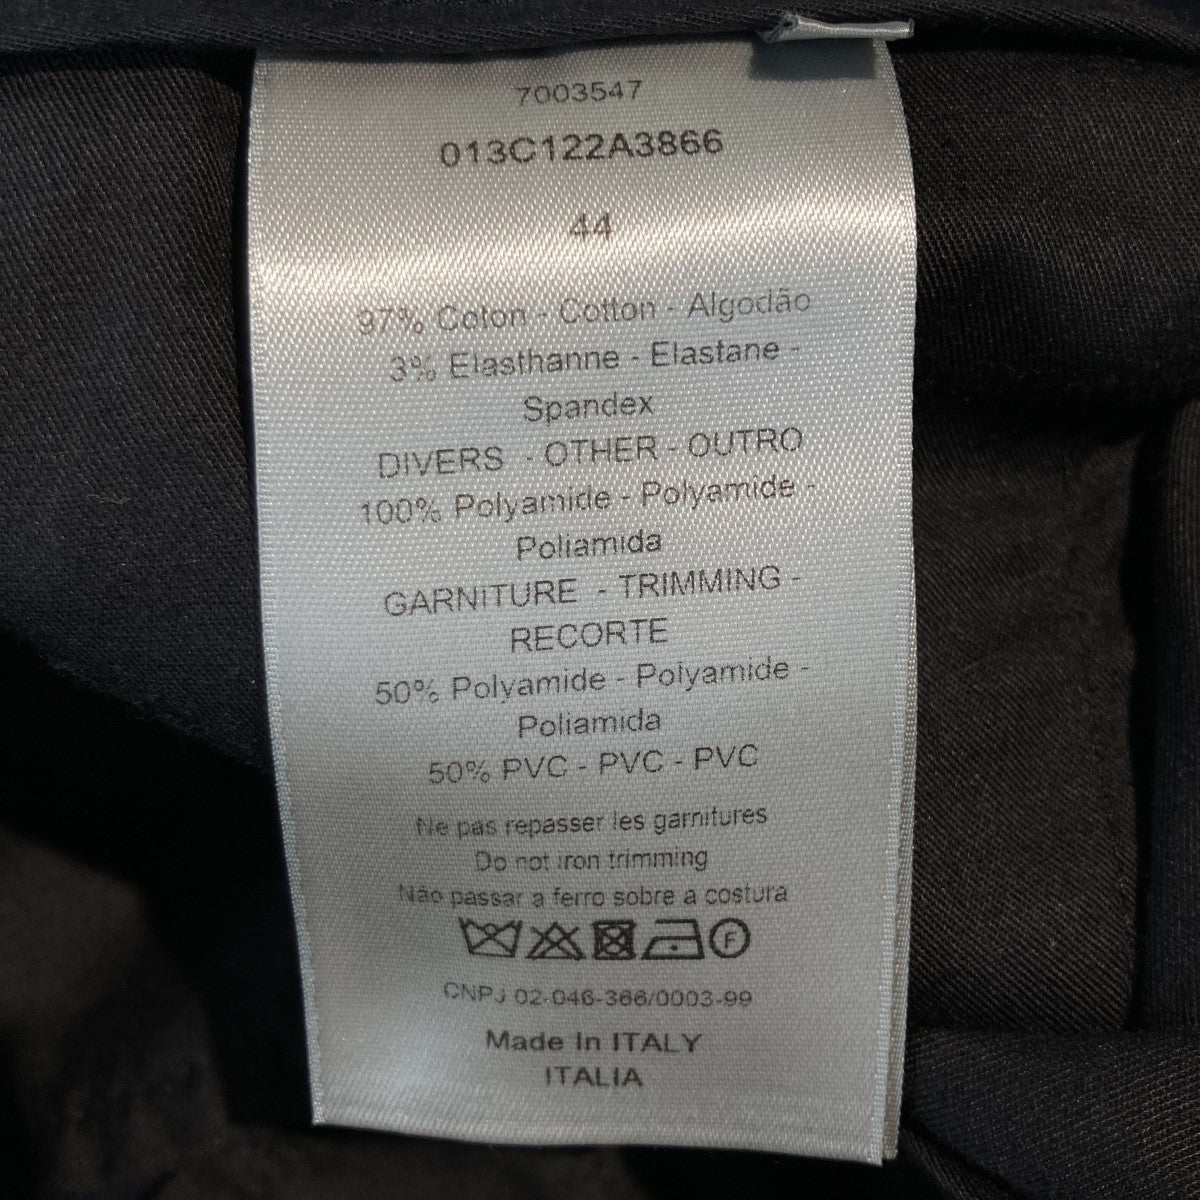 7003547
013C122A3866
44
97% Coton - Cotton - Algodão
3% Elasthanne - Elastane -
Spandex
DIVERS - OTHER - OUTRO
100% Polyamide - Polyamide -
Poliamida
GARNITURE - TRIMMING -
RECORTE
50% Polyamide - Polyamide -
Poliamida
50% PVC - PVC - PVC
Ne pas repasser les garnitures
Do not iron trimming
Não passar a ferro sobre a costura
F
CNPJ 02-046-366/0003-99
Made In ITALY
ITALIA